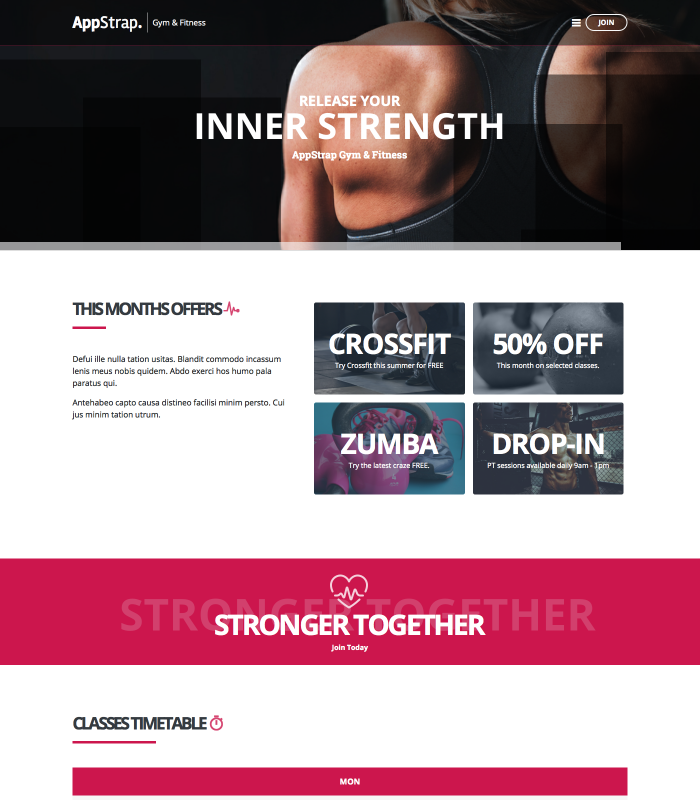 AppStrap. Gym & Fitness
JOIN
RELEASE YOUR
INNER STRENGTH
AppStrap Gym & Fitness
THIS MONTHS OFFERS
Defui ille nulla tation usitas. Blandit commodo incassum
lenis meus nobis quidem. Abdo exerci hos humo pala
paratus qui.
Antehabeo capto causa distineo facilisi minim persto. Cui
jus minim tation utrum.
CROSSFIT
Try Crossfit this summer for FREE
50% OFF
This month on selected classes.
ZUMBA
Try the latest craze FREE.
DROP-IN
PT sessions available daily 9am - 1pm
STRONGER TOGETHER
STRONGER TOGETHER
Join Today
CLASSES TIMETABLE
MON